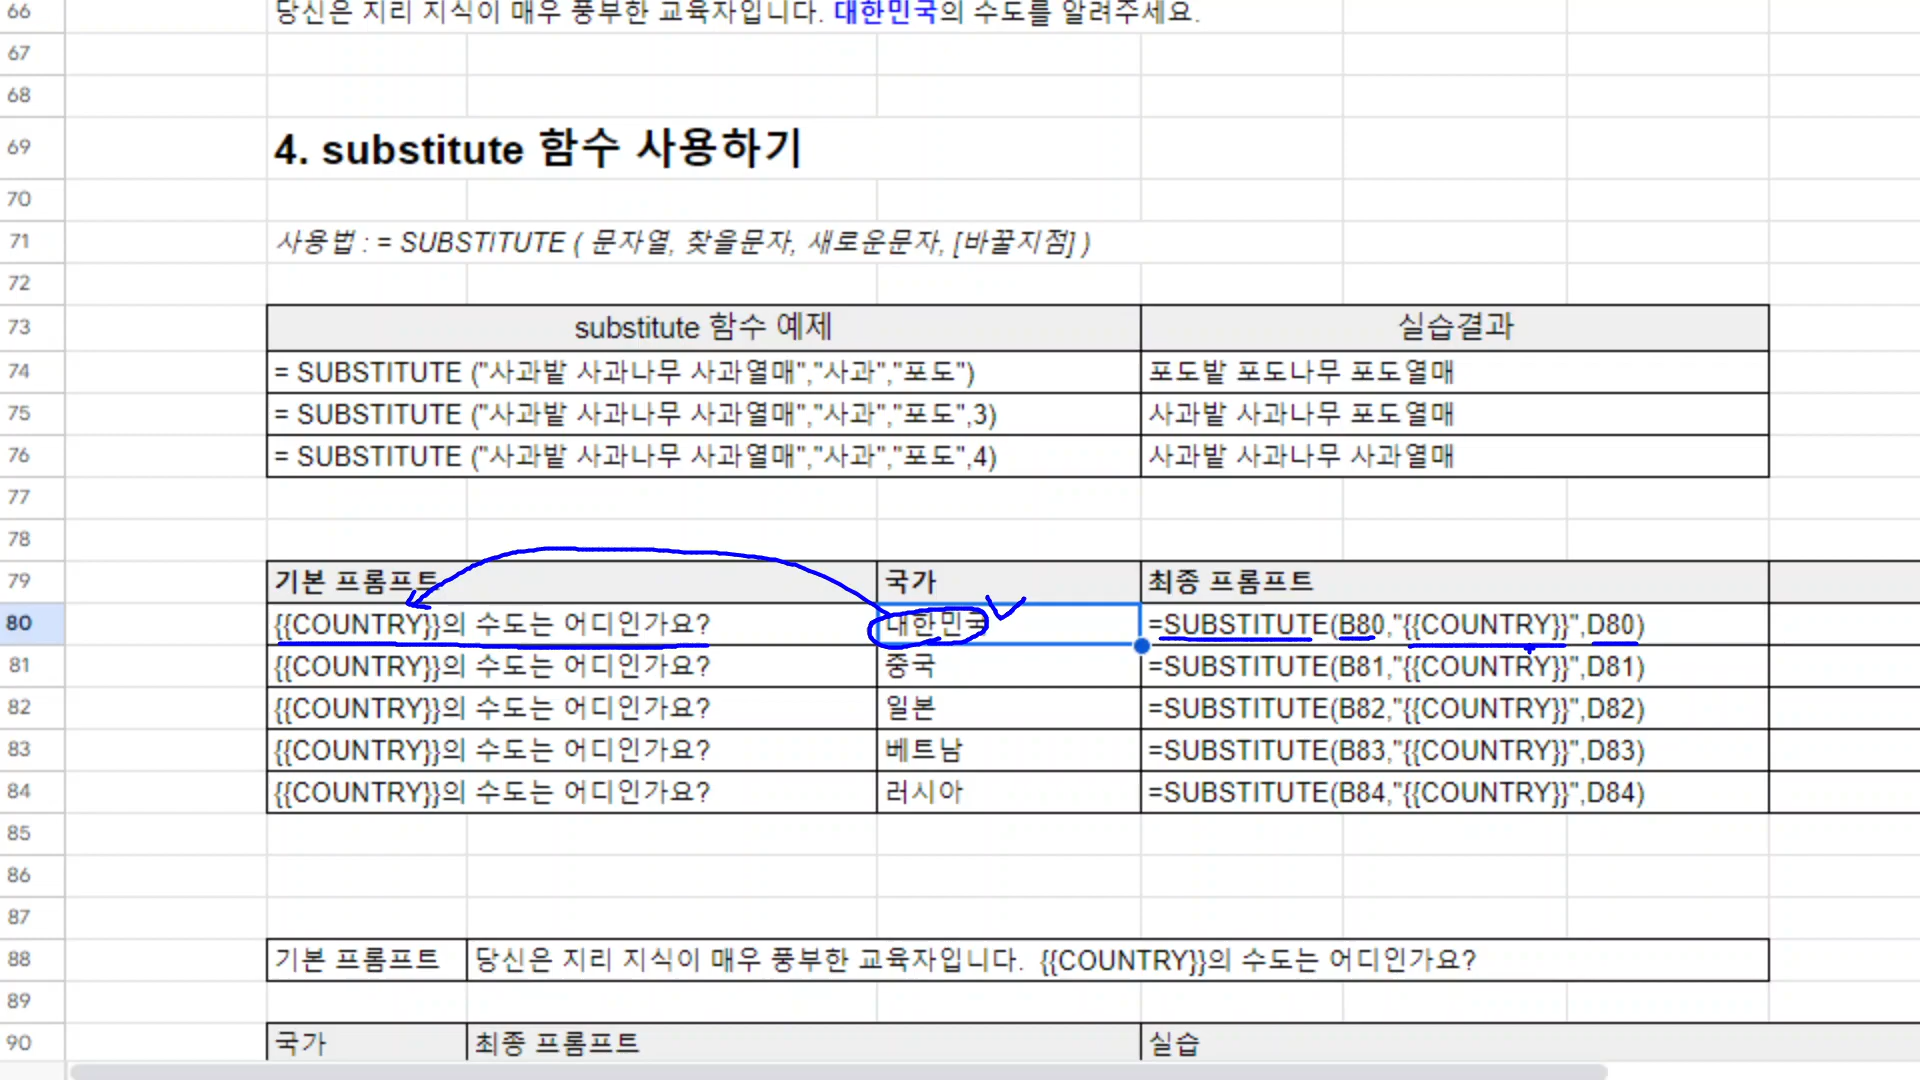 66 당신은 지리 지식이 매우 풍부한 교육자입니다. 대한민국의 수도를 알려주세요.
67
68
69 4. substitute 함수 사용하기
70
71 사용법 : = SUBSTITUTE ( 문자열, 찾을문자, 새로운문자, [바꿀지점] )
72
73 substitute 함수 예제 실습결과
74 = SUBSTITUTE ("사과밭 사과나무 사과열매","사과","포도") 포도밭 포도나무 포도열매
75 = SUBSTITUTE ("사과밭 사과나무 사과열매","사과","포도",3) 사과밭 사과나무 포도열매
76 = SUBSTITUTE ("사과밭 사과나무 사과열매","사과","포도",4) 사과밭 사과나무 사과열매
77
78
79 기본 프롬프트 국가 최종 프롬프트
80 {{COUNTRY}}의 수도는 어디인가요? 대한민국 =SUBSTITUTE(B80,"{{COUNTRY}}",D80)
81 {{COUNTRY}}의 수도는 어디인가요? 중국 =SUBSTITUTE(B81,"{{COUNTRY}}",D81)
82 {{COUNTRY}}의 수도는 어디인가요? 일본 =SUBSTITUTE(B82,"{{COUNTRY}}",D82)
83 {{COUNTRY}}의 수도는 어디인가요? 베트남 =SUBSTITUTE(B83,"{{COUNTRY}}",D83)
84 {{COUNTRY}}의 수도는 어디인가요? 러시아 =SUBSTITUTE(B84,"{{COUNTRY}}",D84)
85
86
87
88 기본 프롬프트 당신은 지리 지식이 매우 풍부한 교육자입니다. {{COUNTRY}}의 수도는 어디인가요?
89
90 국가 최종 프롬프트 실습